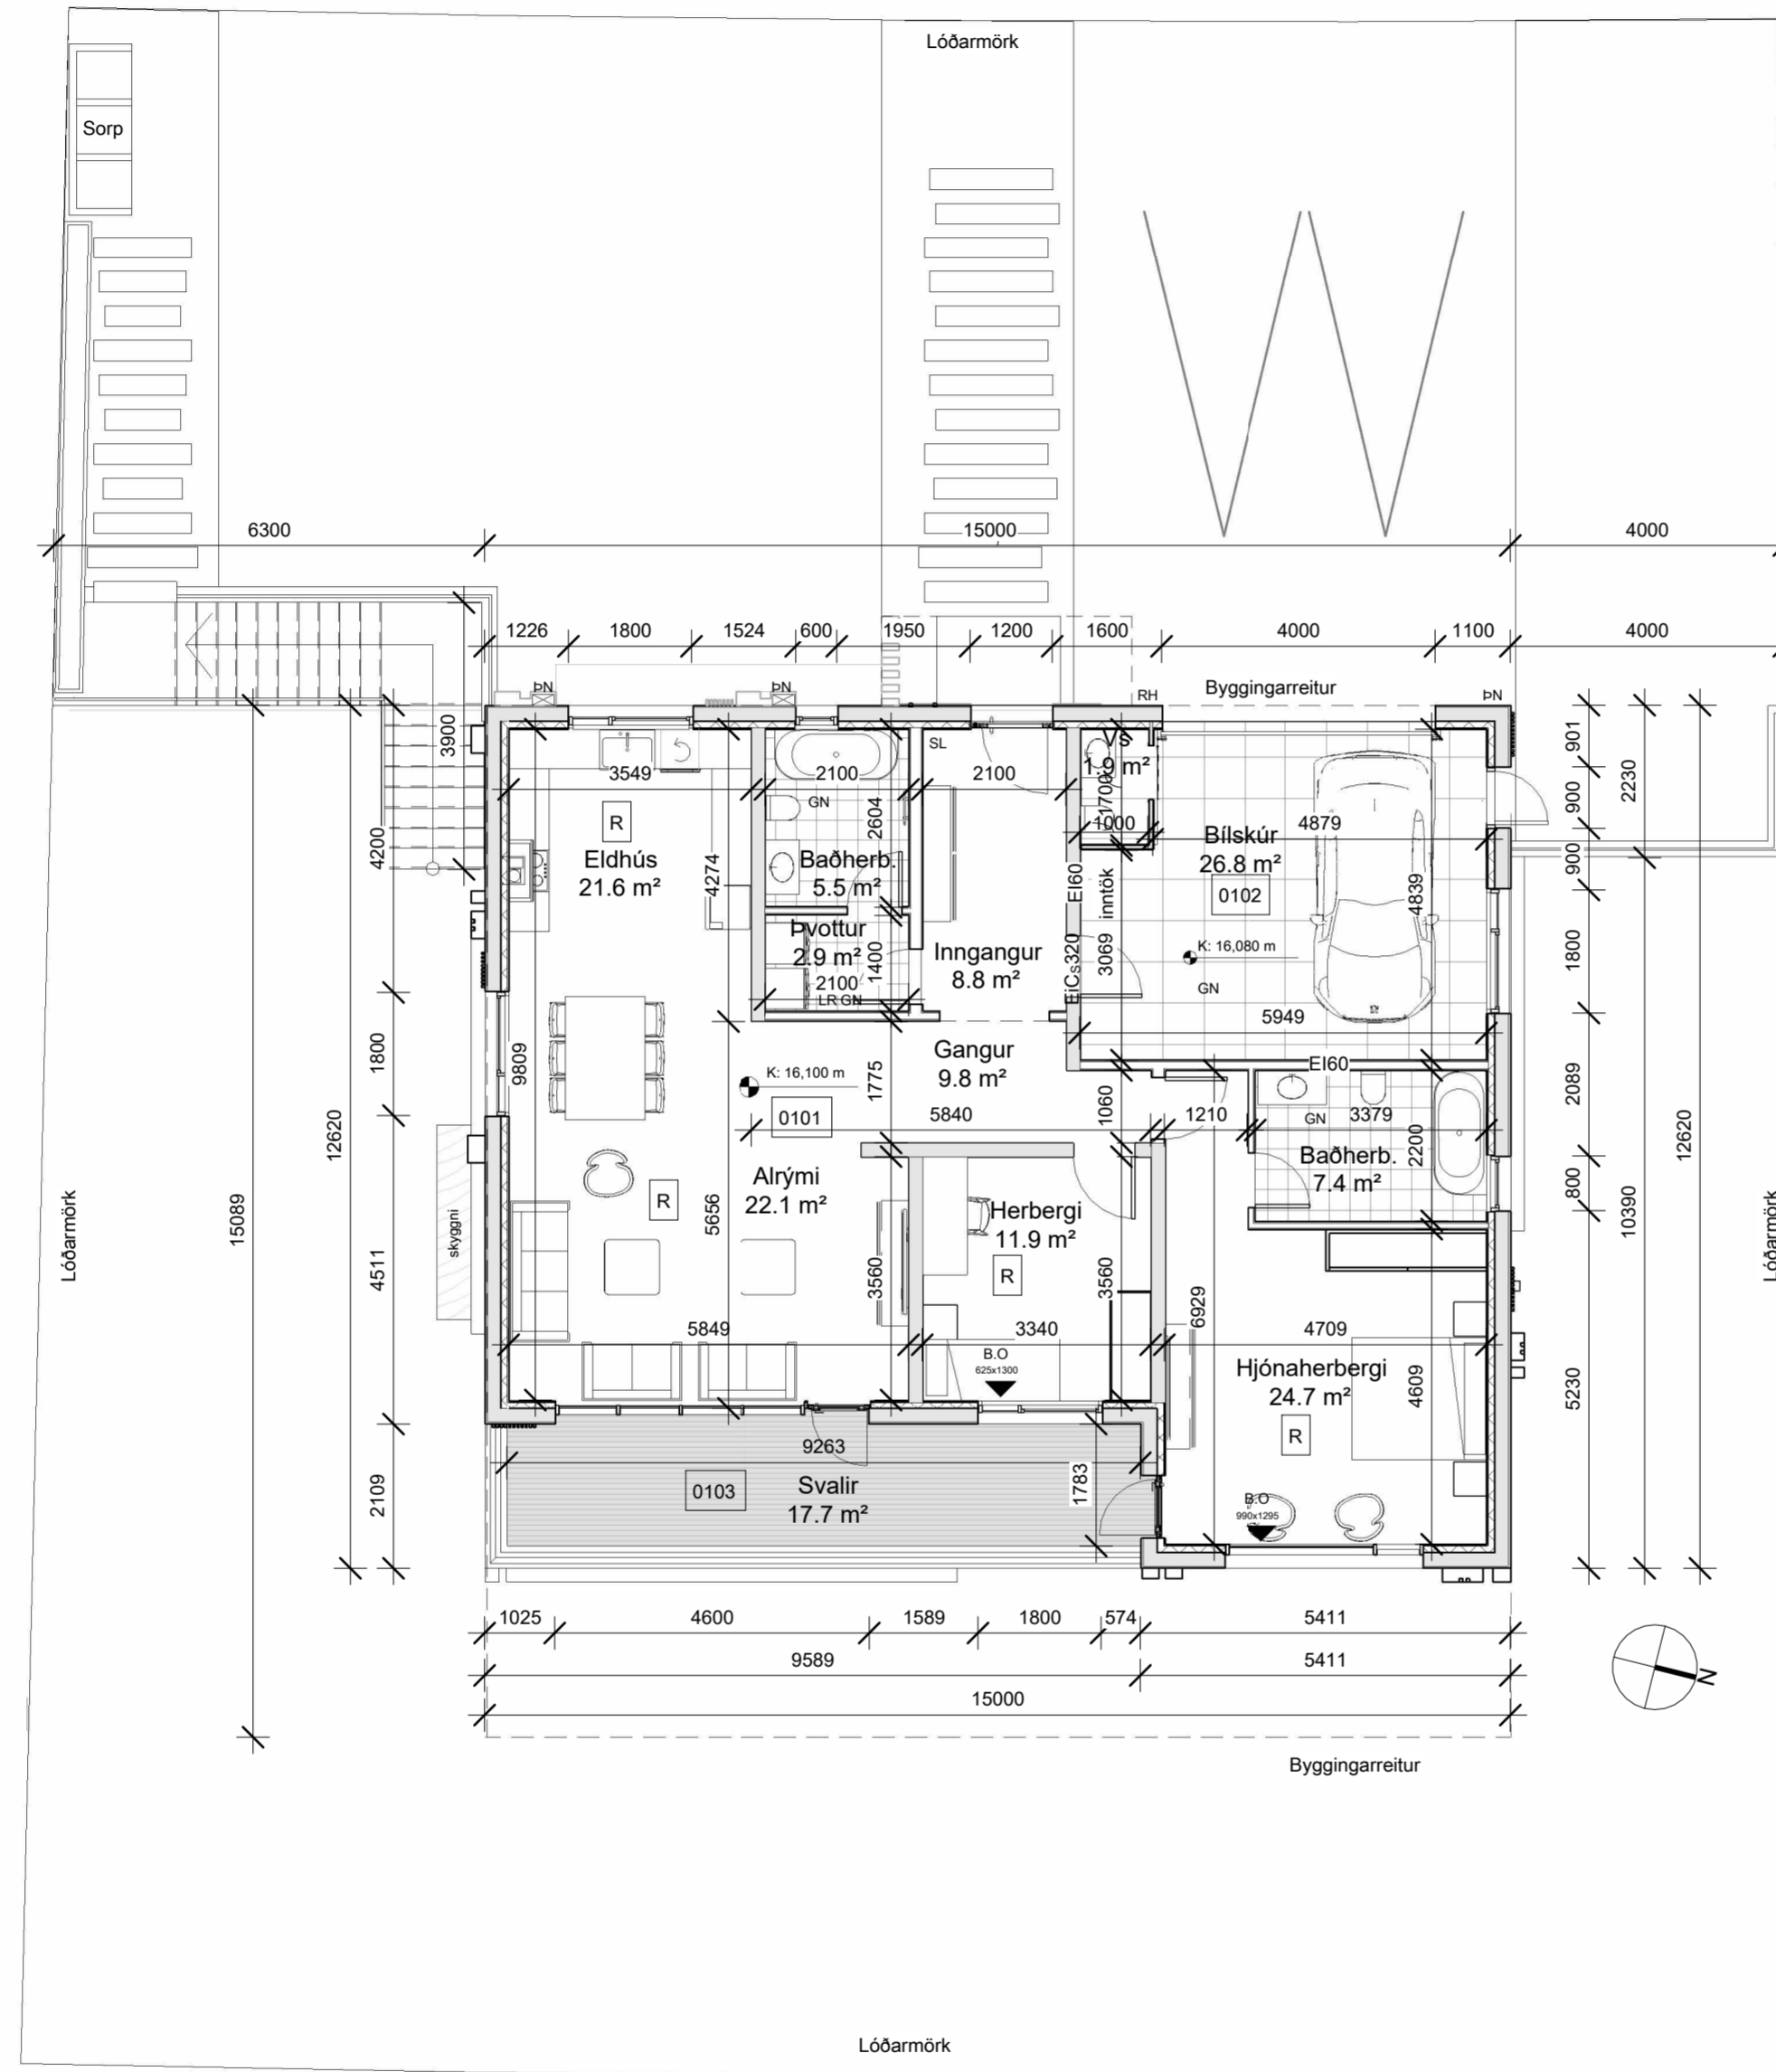 Lóðarmörk
Sorp
6300
15000
4000
1226
1800
1524
600
1950
1200
1600
4000
1100
4000
ÞN
ÞN
RH
Byggingarreitur
ÞN
3900
4200
1800
4511
2109
12620
15089
Lóðarmörk
skyggni
3549
R
Eldhús
21.6 m²
4274
9809
2100
GN
2604
Baðherb.
5.5 m²
Þvottur
2.9 m²
1400
2100
LR GN
SL
2100
Inngangur
8.8 m²
Vs
1.9 m²
1700
1000
EI60
EiCs320
3069
inntök
Bílskúr
26.8 m²
0102
4879
4839
K: 16,080 m
GN
5949
EI60
Gangur
9.8 m²
K: 16,100 m
0101
1775
5840
1060
1210
GN
3379
2200
Baðherb.
7.4 m²
R
Alrými
22.1 m²
5656
3560
5849
Herbergi
11.9 m²
R
3560
3340
B.O
625x1300
6929
4709
Hjónaherbergi
24.7 m²
R
4609
B.O
990x1295
9263
0103
Svalir
17.7 m²
1783
901
900
900
1800
2089
800
5230
2230
10390
12620
Lóðarmörk
1025
4600
1589
1800
574
5411
9589
5411
15000
N
Byggingarreitur
Lóðarmörk